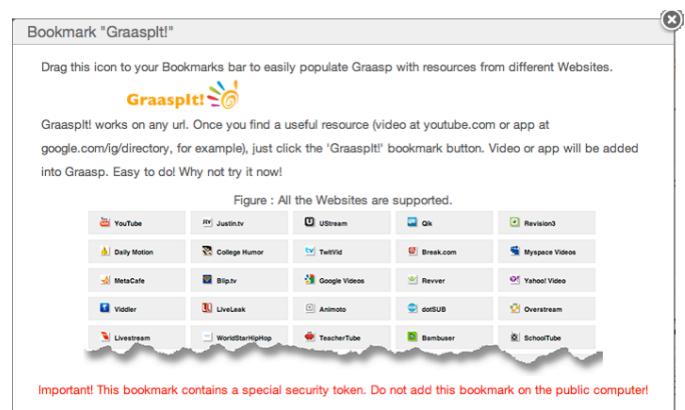 Bookmark "GraaspIt!"
Drag this icon to your Bookmarks bar to easily populate Graasp with resources from different Websites.
GraaspIt!
GraaspIt! works on any url. Once you find a useful resource (video at youtube.com or app at
google.com/ig/directory, for example), just click the 'GraaspIt!' bookmark button. Video or app will be added
into Graasp. Easy to do! Why not try it now!
Figure : All the Websites are supported.
YouTube Justin.tv UStream Qik Revision3
Daily Motion College Humor TwitVid Break.com Myspace Videos
MetaCafe Blip.tv Google Videos Revver Yahoo! Video
Viddler LiveLeak Animoto dotSUB Overstream
Livestream WorldStarHipHop TeacherTube Bambuser SchoolTube
Important! This bookmark contains a special security token. Do not add this bookmark on the public computer!